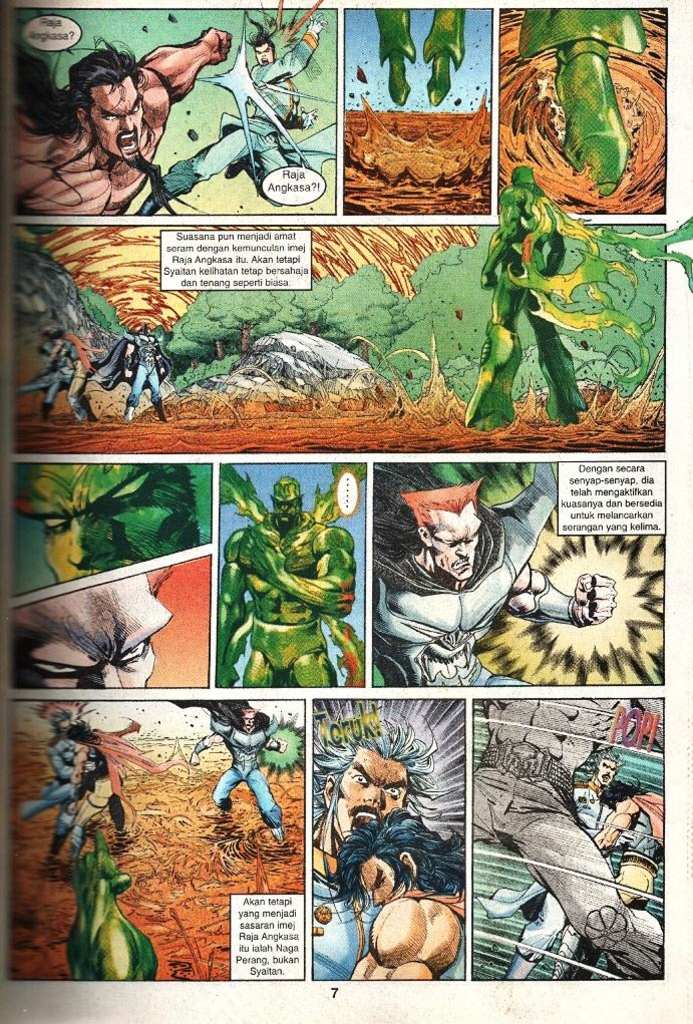 Raja
Angkasa?
Raja
Angkasa?!
Suasana pun menjadi amat
seram dengan kemunculan imej
Raja Angkasa itu. Akan tetapi
Syaitan kelihatan tetap bersahaja
dan tenang seperti biasa.
......
Dengan secara
senyap-senyap, dia
telah mengaktifkan
kuasanya dan bersedia
untuk melancarkan
serangan yang kelima.
Akan tetapi
yang menjadi
sasaran imej
Raja Angkasa
itu ialah Naga
Perang, bukan
Syaitan.
Teruk!
POP!
7